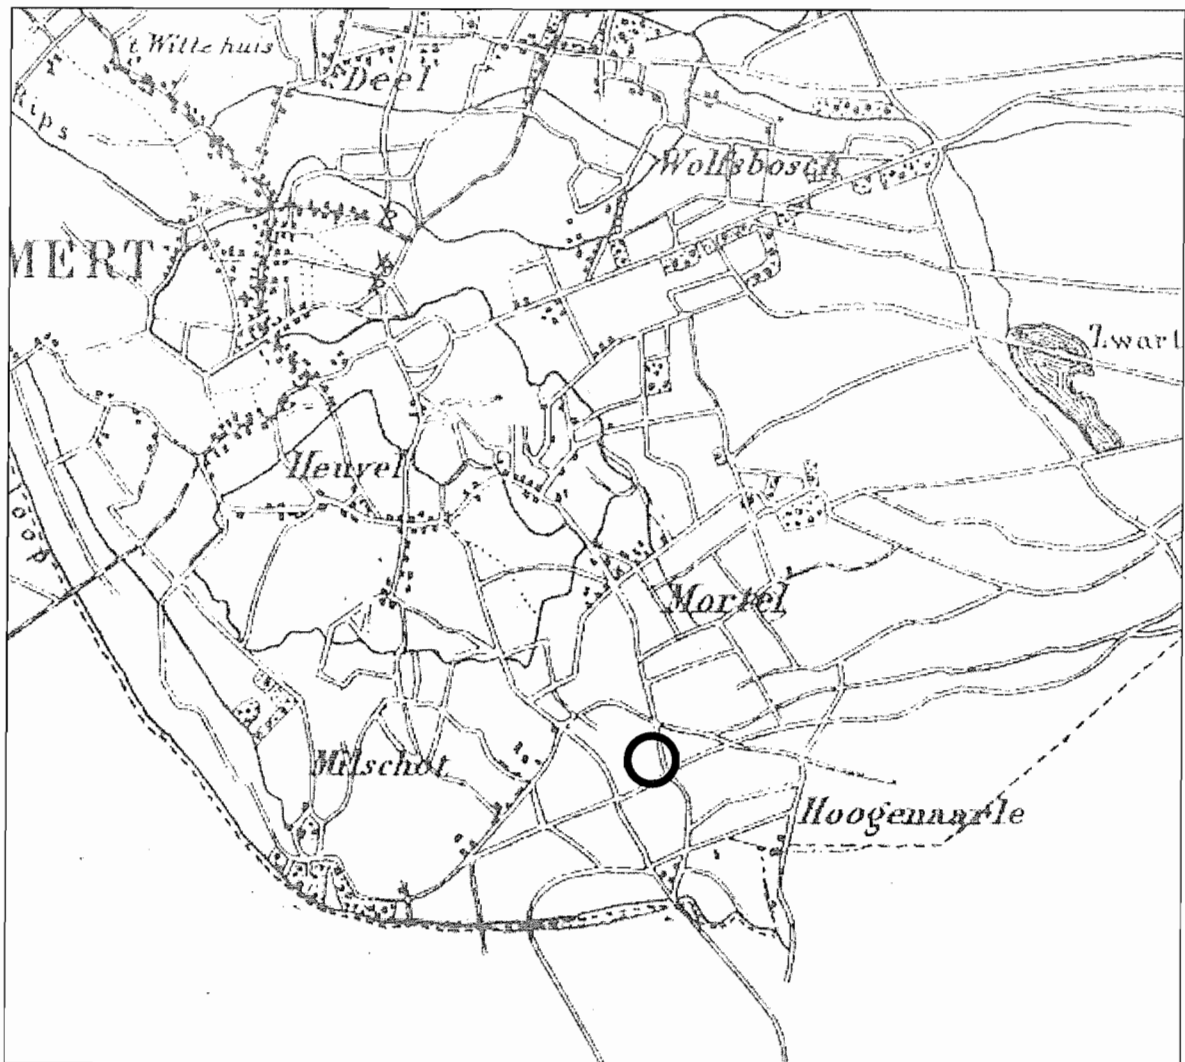 't Witte huis
Deel
Rips
Wolfsbosch
MERT
Zwart
Heuvel
Mortel
Milschot
Hoogenaarle